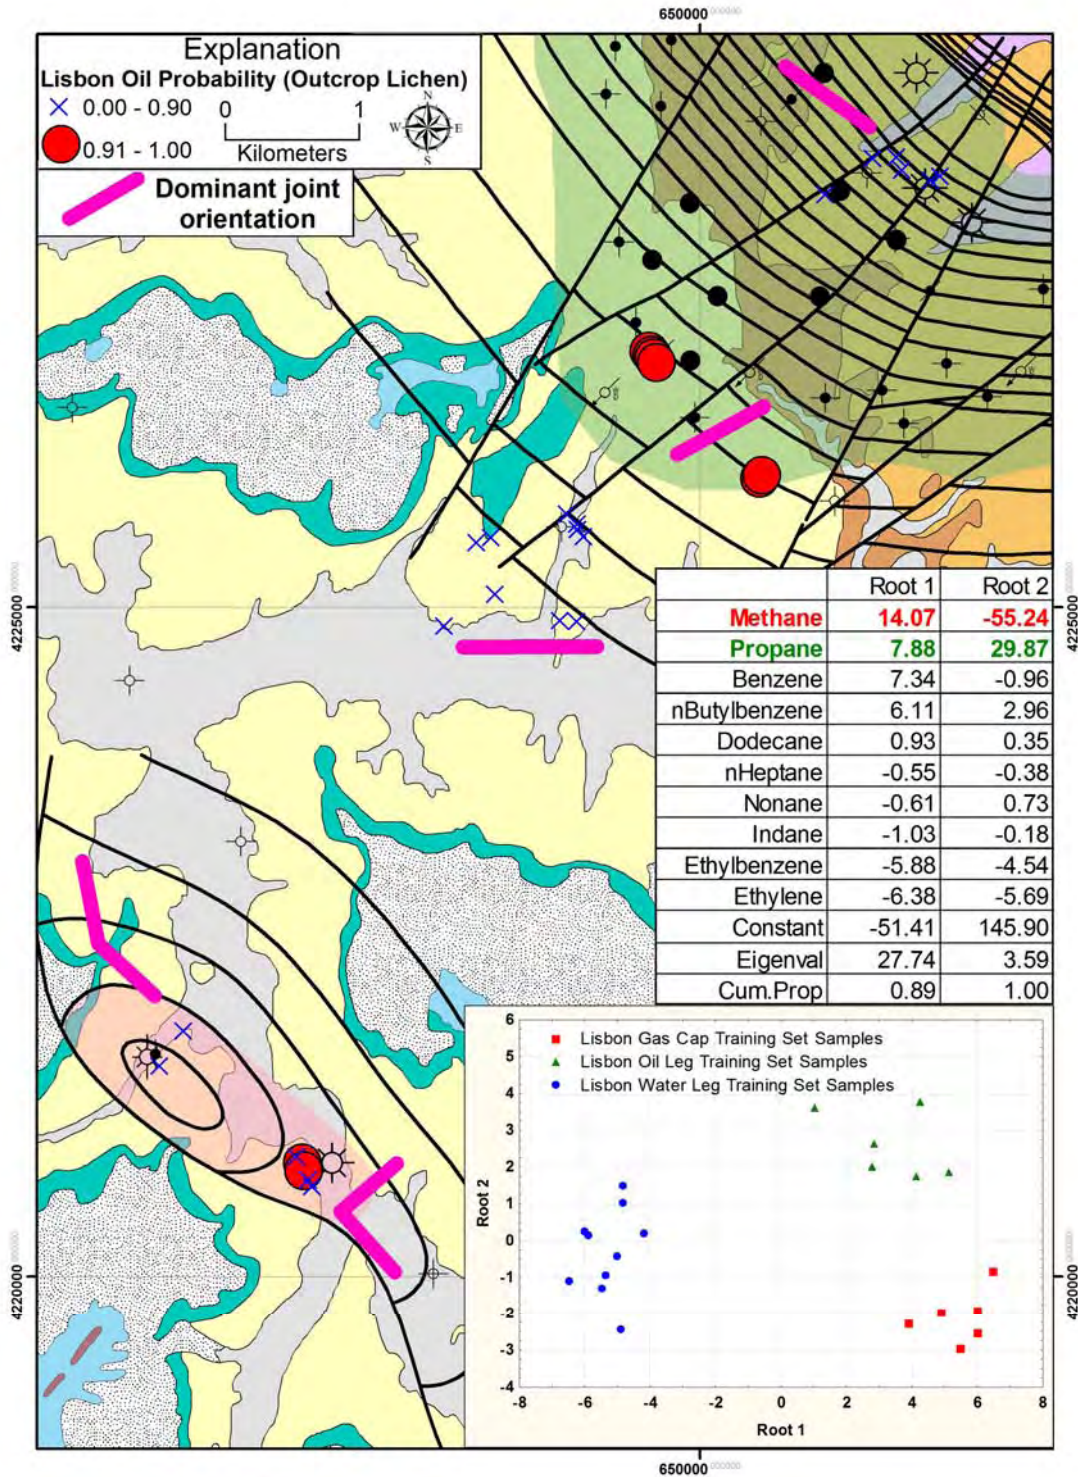 650000
Explanation
Lisbon Oil Probability (Outcrop Lichen)
0.00 - 0.90
0.91 - 1.00
0 1
Kilometers
N
W E
S
Dominant joint
orientation
4225000
4225000
Root 1 Root 2
Methane 14.07 -55.24
Propane 7.88 29.87
Benzene 7.34 -0.96
nButylbenzene 6.11 2.96
Dodecane 0.93 0.35
nHeptane -0.55 -0.38
Nonane -0.61 0.73
Indane -1.03 -0.18
Ethylbenzene -5.88 -4.54
Ethylene -6.38 -5.69
Constant -51.41 145.90
Eigenval 27.74 3.59
Cum.Prop 0.89 1.00
Lisbon Gas Cap Training Set Samples
Lisbon Oil Leg Training Set Samples
Lisbon Water Leg Training Set Samples
6
5
4
3
2
1
0
-1
-2
-3
-4
Root 2
-8 -6 -4 -2 0 2 4 6 8
Root 1
4220000
4220000
650000